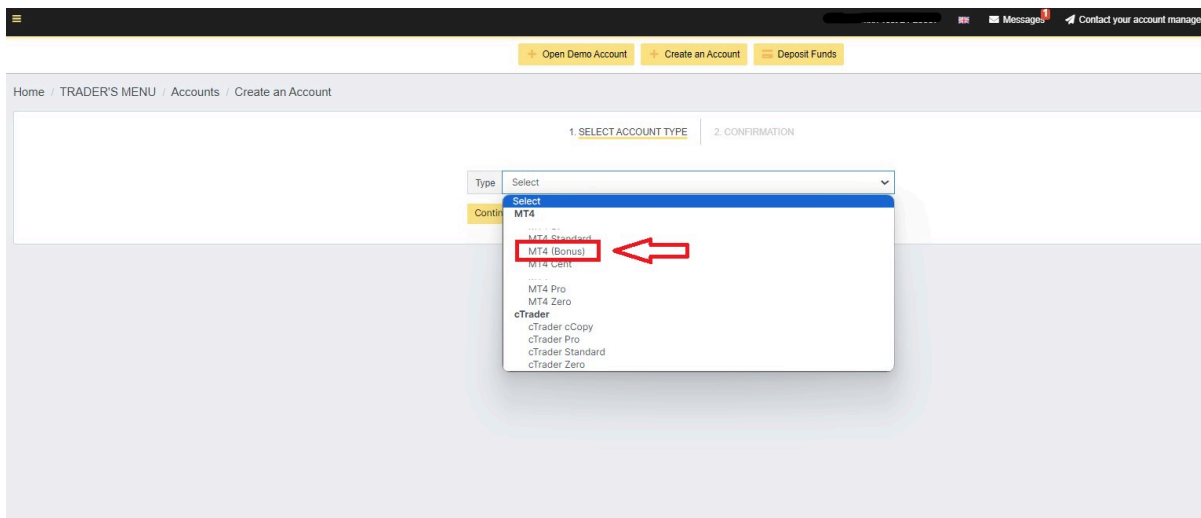 Messages 1 Contact your account manage
Open Demo Account Create an Account Deposit Funds
Home / TRADER'S MENU / Accounts / Create an Account
1. SELECT ACCOUNT TYPE 2. CONFIRMATION
Type Select
Select
Contin
MT4
MT4 Standard
MT4 (Bonus)
MT4 Cent
MT4 Pro
MT4 Zero
cTrader
cTrader cCopy
cTrader Pro
cTrader Standard
cTrader Zero